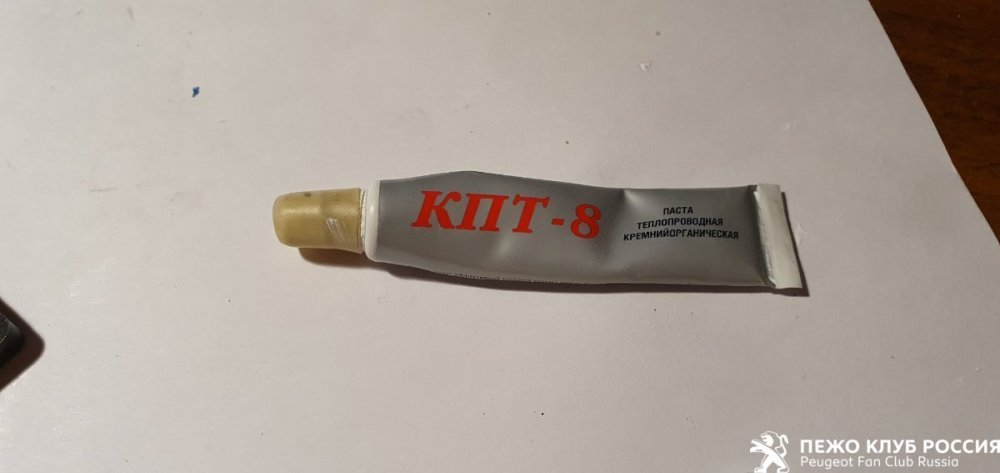 КПТ-8
ПАСТА
ТЕПЛОПРОВОДНАЯ
КРЕМНИЙОРГАНИЧЕСКАЯ
ПЕЖО КЛУБ РОССИЯ
Peugeot Fan Club Russia